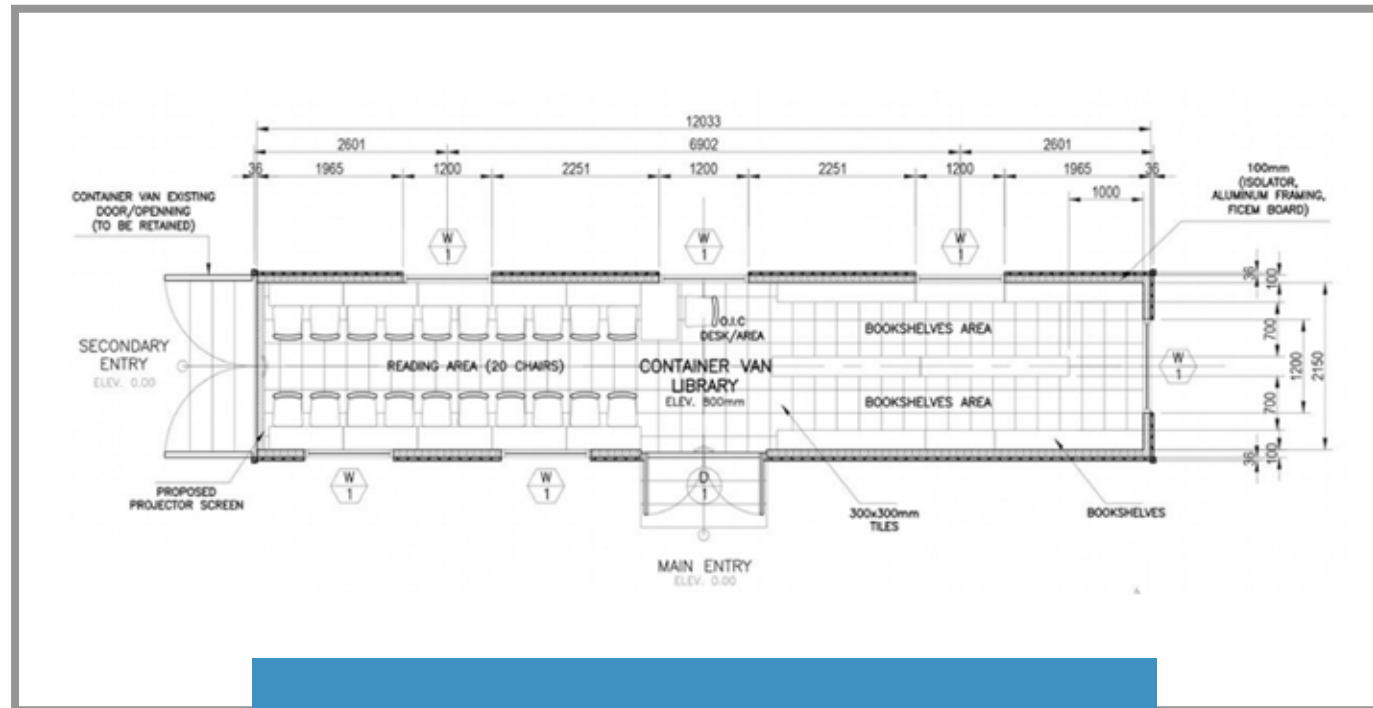 12033
2601 6902 2601
36 1965 1200 2251 1200 2251 1200 1965 36
1000
100mm
(ISOLATOR,
ALUMINUM FRAMING,
FICEM BOARD)
CONTAINER VAN EXISTING
DOOR/OPENNING
(TO BE RETAINED)
W
1
W
1
W
1
36
100
O.I.C
DESK/AREA
BOOKSHELVES AREA
700
SECONDARY
ENTRY
ELEV. 0.00
READING AREA (20 CHAIRS)
CONTAINER VAN
LIBRARY
ELEV. 800mm
W
1
1200
2150
BOOKSHELVES AREA
700
100
36
W
1
W
1
D
1
PROPOSED
PROJECTOR SCREEN
300x300mm
TILES
BOOKSHELVES
MAIN ENTRY
ELEV. 0.00